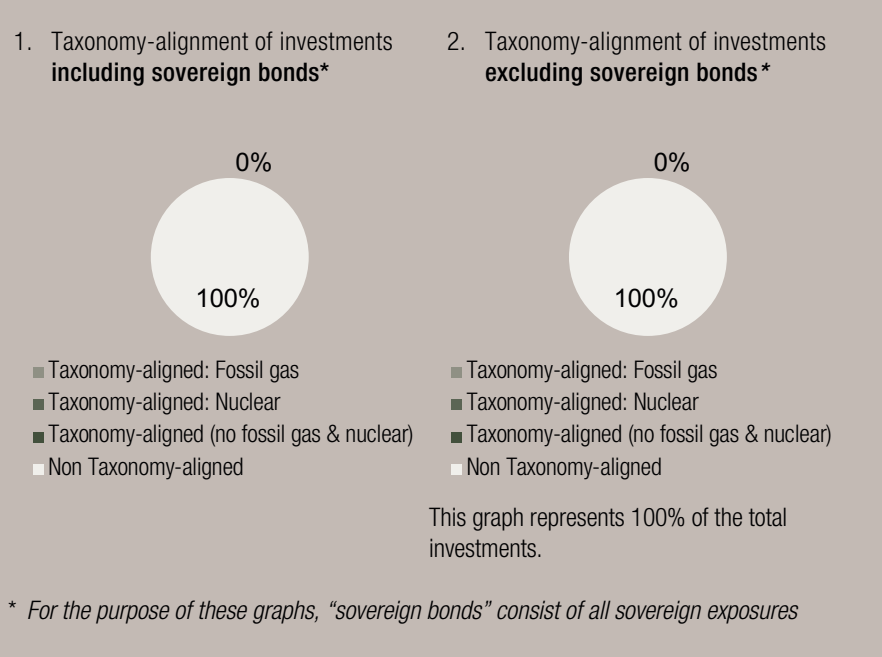 1. Taxonomy-alignment of investments
including sovereign bonds*
0%
100%
Taxonomy-aligned: Fossil gas
Taxonomy-aligned: Nuclear
Taxonomy-aligned (no fossil gas & nuclear)
Non Taxonomy-aligned
2. Taxonomy-alignment of investments
excluding sovereign bonds*
0%
100%
Taxonomy-aligned: Fossil gas
Taxonomy-aligned: Nuclear
Taxonomy-aligned (no fossil gas & nuclear)
Non Taxonomy-aligned
This graph represents 100% of the total
investments.
* For the purpose of these graphs, “sovereign bonds” consist of all sovereign exposures